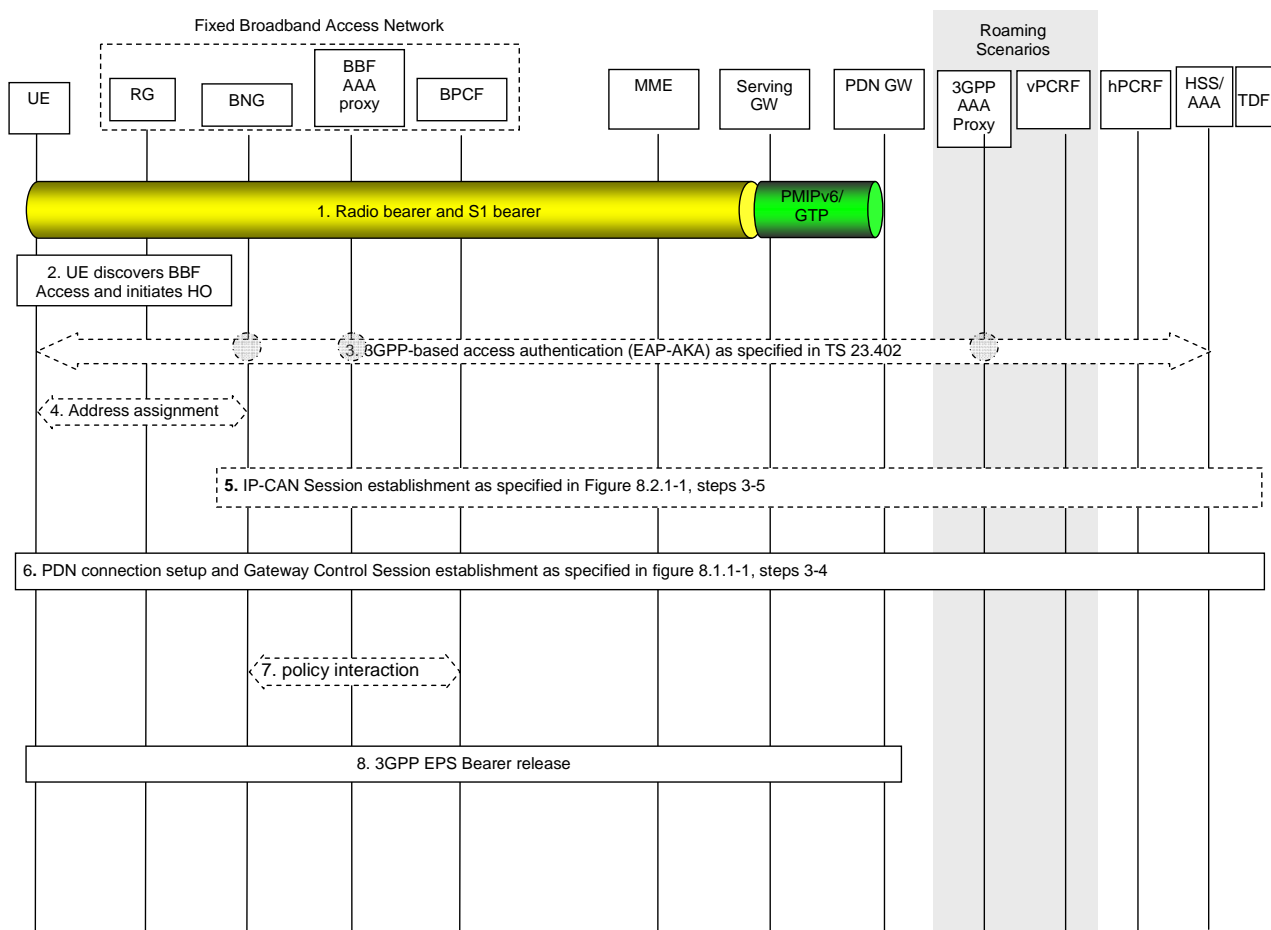 Fixed Broadband Access Network
Roaming
Scenarios
UE
RG
BNG
BBF
AAA
proxy
BPCF
MME
Serving
GW
PDN GW
3GPP
AAA
Proxy
vPCRF
hPCRF
HSS/
AAA
TDF
1. Radio bearer and S1 bearer
PMIPv6/
GTP
2. UE discovers BBF
Access and initiates HO
3. 3GPP-based access authentication (EAP-AKA) as specified in TS 23.402
4. Address assignment
5. IP-CAN Session establishment as specified in Figure 8.2.1-1, steps 3-5
6. PDN connection setup and Gateway Control Session establishment as specified in figure 8.1.1-1, steps 3-4
7. policy interaction
8. 3GPP EPS Bearer release